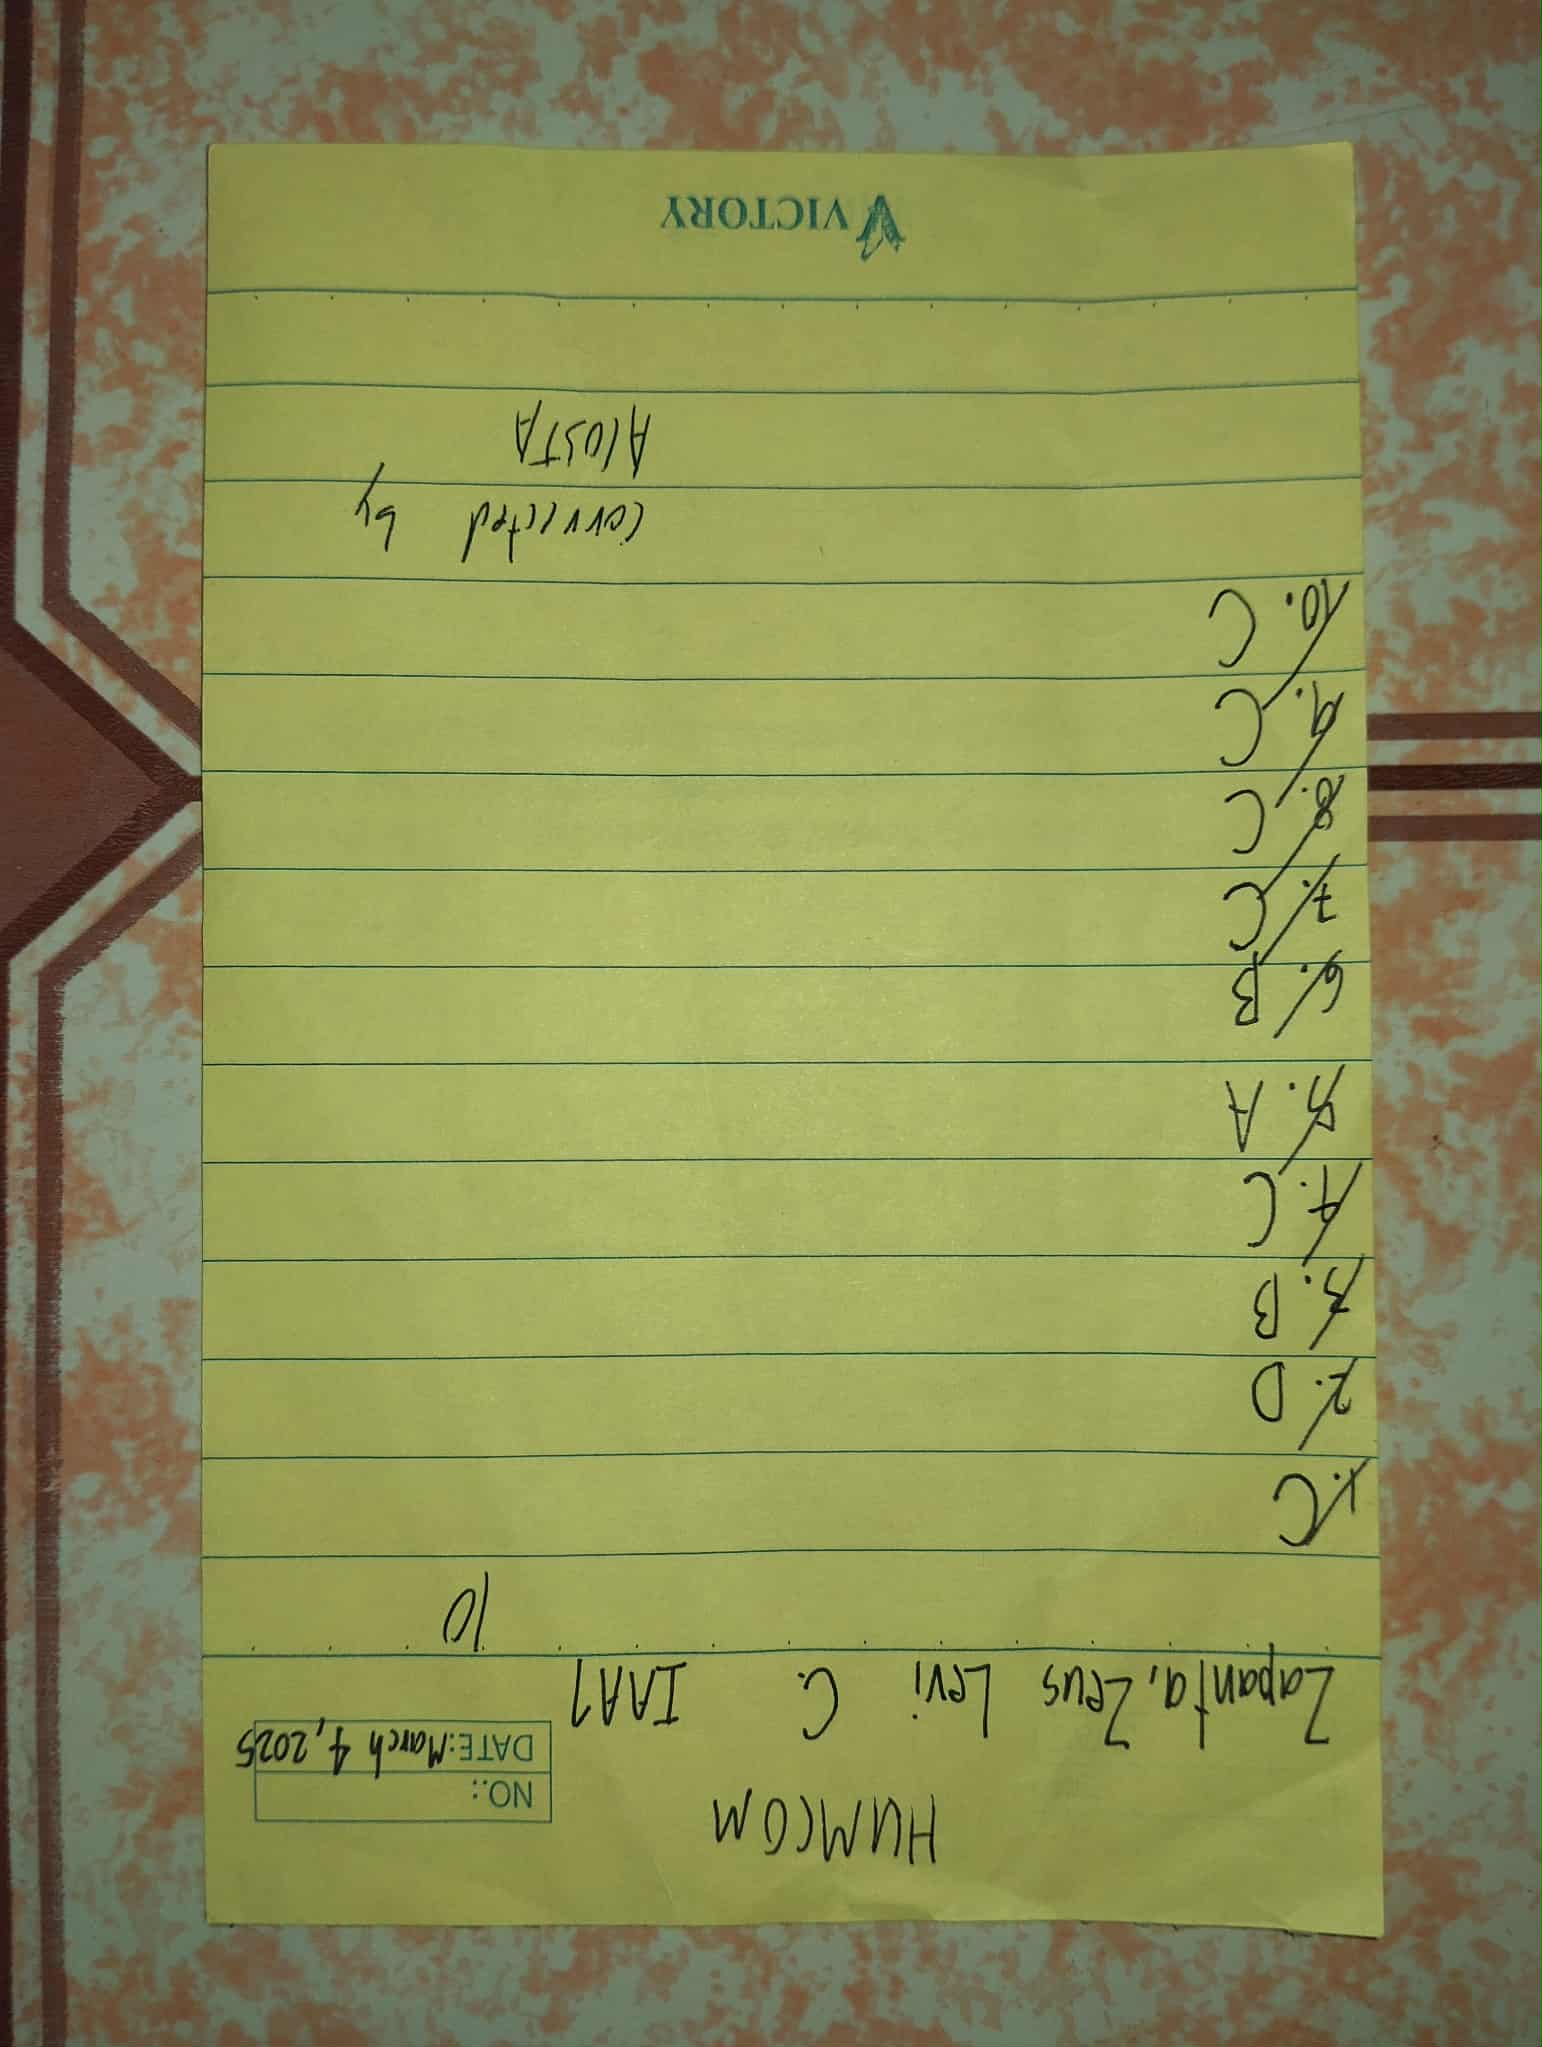 HUMCOM
NO.:
DATE: March 4, 2025
Zapanta, Zeus Levi C. IAA1
10
1. C
2. D
3. B
4. C
5. A
6. B
7. C
8. C
9. C
10. C
corrected by
ACOSTA
VICTORY